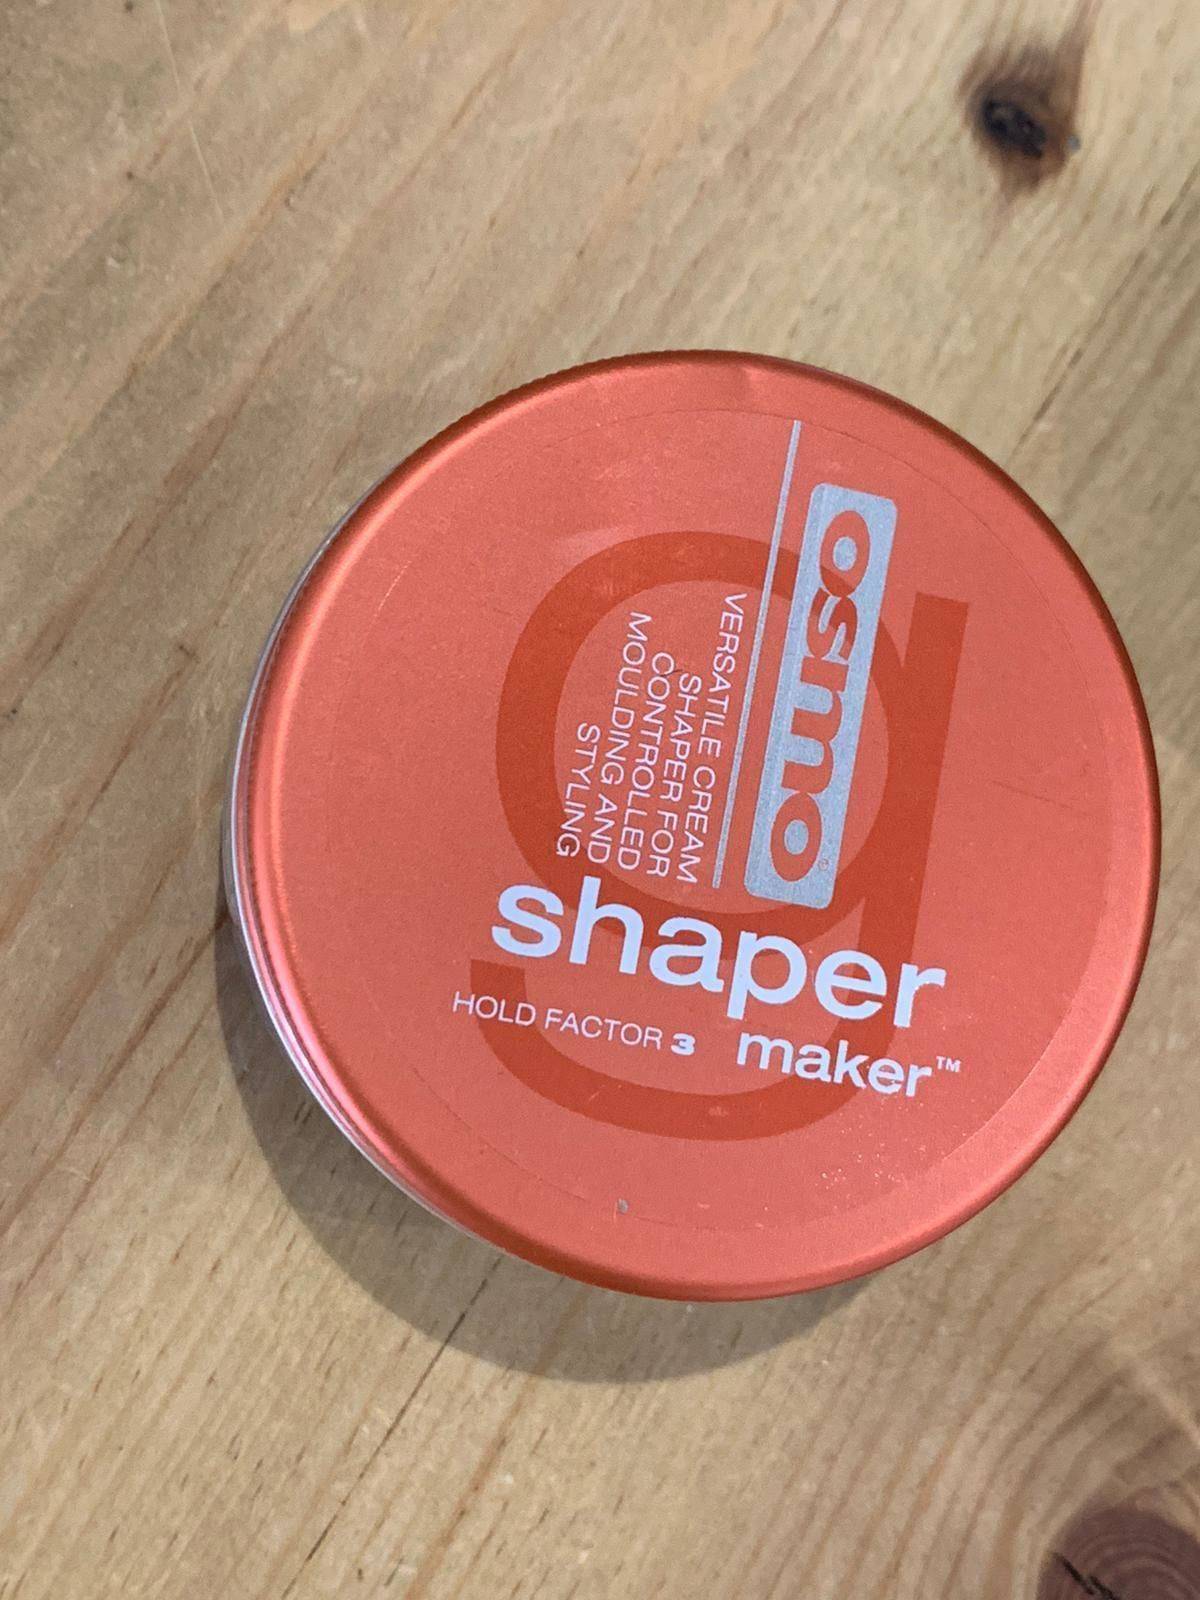 osmo®
VERSATILE CREAM
SHAPER FOR
CONTROLLED
MOULDING AND
STYLING
shaper
HOLD FACTOR 3 maker™
g